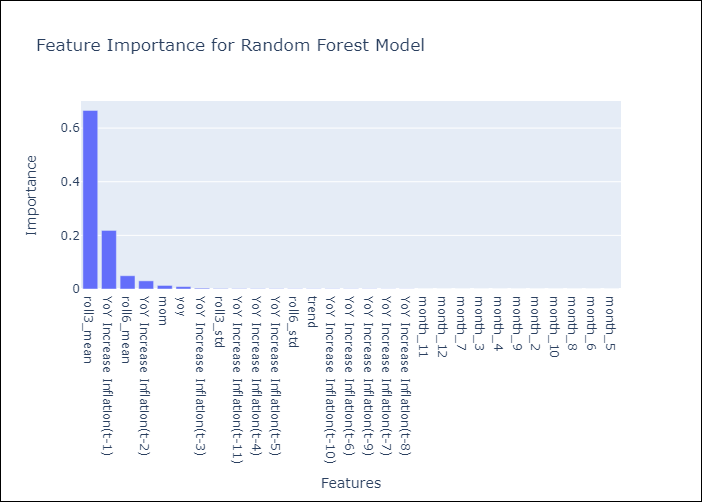 Feature Importance for Random Forest Model
Importance
0.6
0.4
0.2
0
roll3_mean
YoY Increase Inflation(t-1)
roll6_mean
YoY Increase Inflation(t-2)
mom
yoy
YoY Increase Inflation(t-3)
roll3_std
YoY Increase Inflation(t-11)
YoY Increase Inflation(t-4)
YoY Increase Inflation(t-5)
roll6_std
trend
YoY Increase Inflation(t-10)
YoY Increase Inflation(t-6)
YoY Increase Inflation(t-9)
YoY Increase Inflation(t-7)
YoY Increase Inflation(t-8)
month_11
month_12
month_7
month_3
month_4
month_9
month_2
month_10
month_8
month_6
month_5
Features